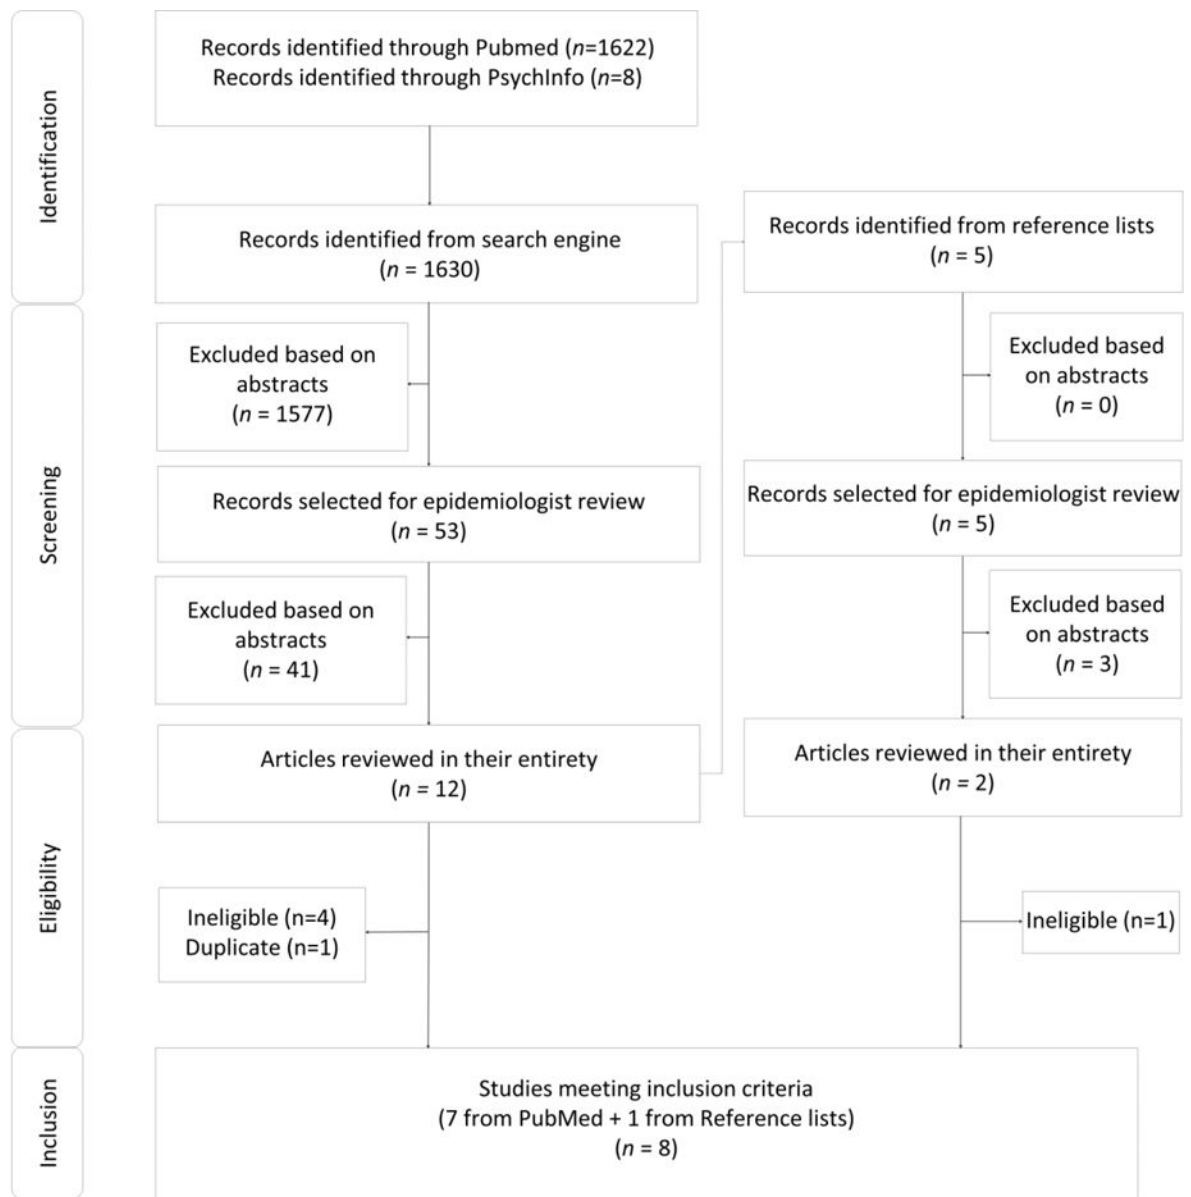 Identification
Records identified through Pubmed (n=1622)
Records identified through PsychInfo (n=8)
Records identified from search engine
(n = 1630)
Records identified from reference lists
(n = 5)
Screening
Excluded based on
abstracts
(n = 1577)
Excluded based
on abstracts
(n = 0)
Records selected for epidemiologist review
(n = 53)
Records selected for epidemiologist review
(n = 5)
Excluded based on
abstracts
(n = 41)
Excluded based
on abstracts
(n = 3)
Eligibility
Articles reviewed in their entirety
(n = 12)
Articles reviewed in their entirety
(n = 2)
Ineligible (n=4)
Duplicate (n=1)
Ineligible (n=1)
Inclusion
Studies meeting inclusion criteria
(7 from PubMed + 1 from Reference lists)
(n = 8)